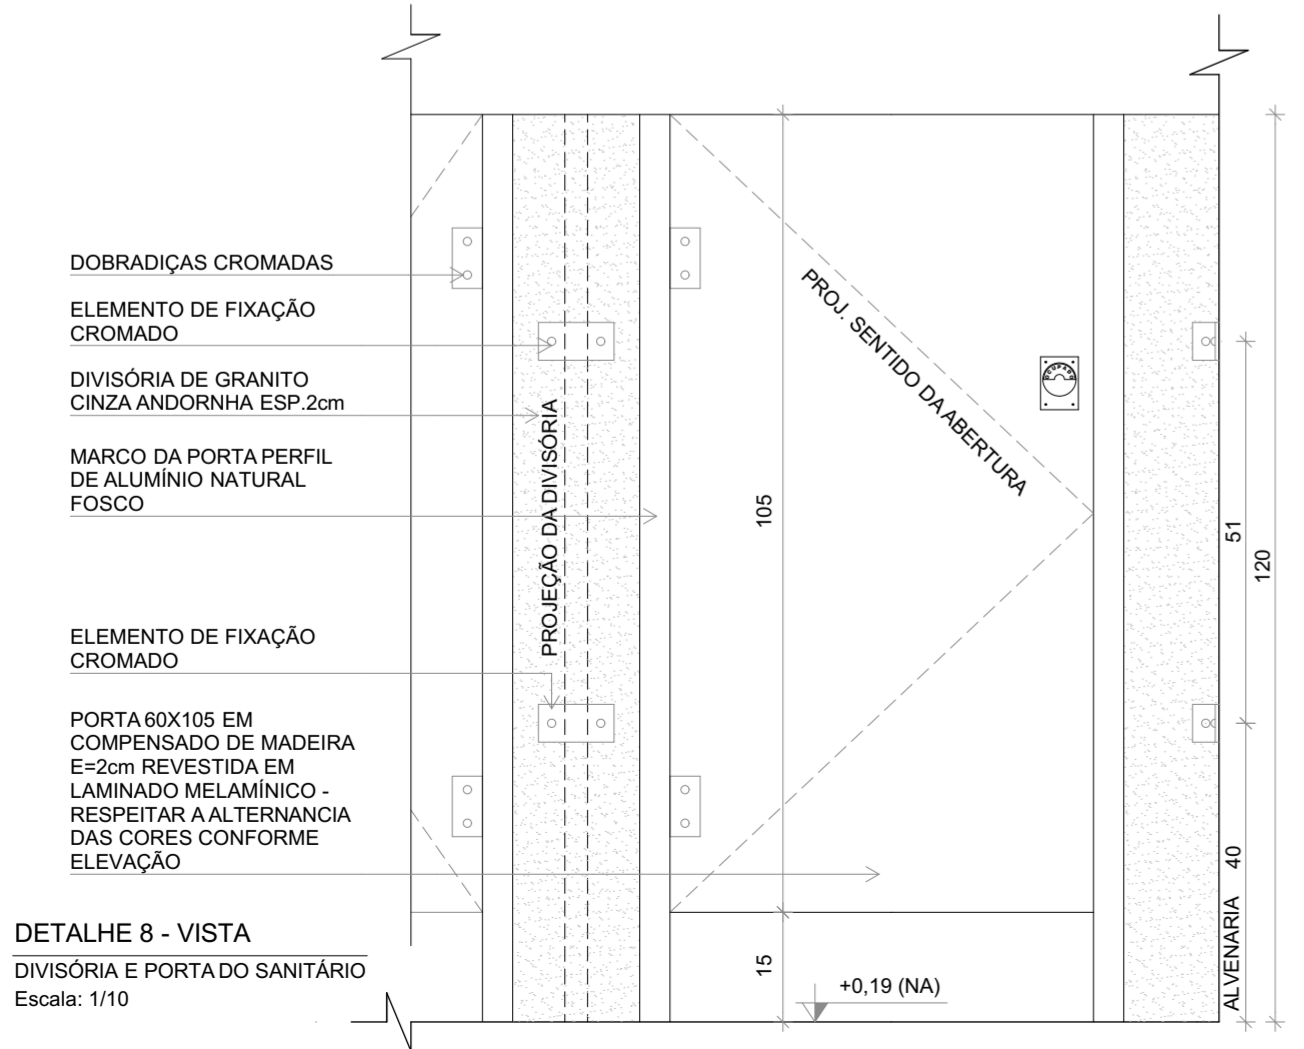 DOBRADIÇAS CROMADAS
ELEMENTO DE FIXAÇÃO
CROMADO
DIVISÓRIA DE GRANITO
CINZA ANDORNHA ESP.2cm
MARCO DA PORTA PERFIL
DE ALUMÍNIO NATURAL
FOSCO
ELEMENTO DE FIXAÇÃO
CROMADO
PORTA 60X105 EM
COMPENSADO DE MADEIRA
E=2cm REVESTIDA EM
LAMINADO MELAMÍNICO -
RESPEITAR A ALTERNANCIA
DAS CORES CONFORME
ELEVAÇÃO
PROJEÇÃO DA DIVISÓRIA
PROJ. SENTIDO DA ABERTURA
OCUPADO
105
15
+0,19 (NA)
51
120
40
ALVENARIA
DETALHE 8 - VISTA
DIVISÓRIA E PORTA DO SANITÁRIO
Escala: 1/10